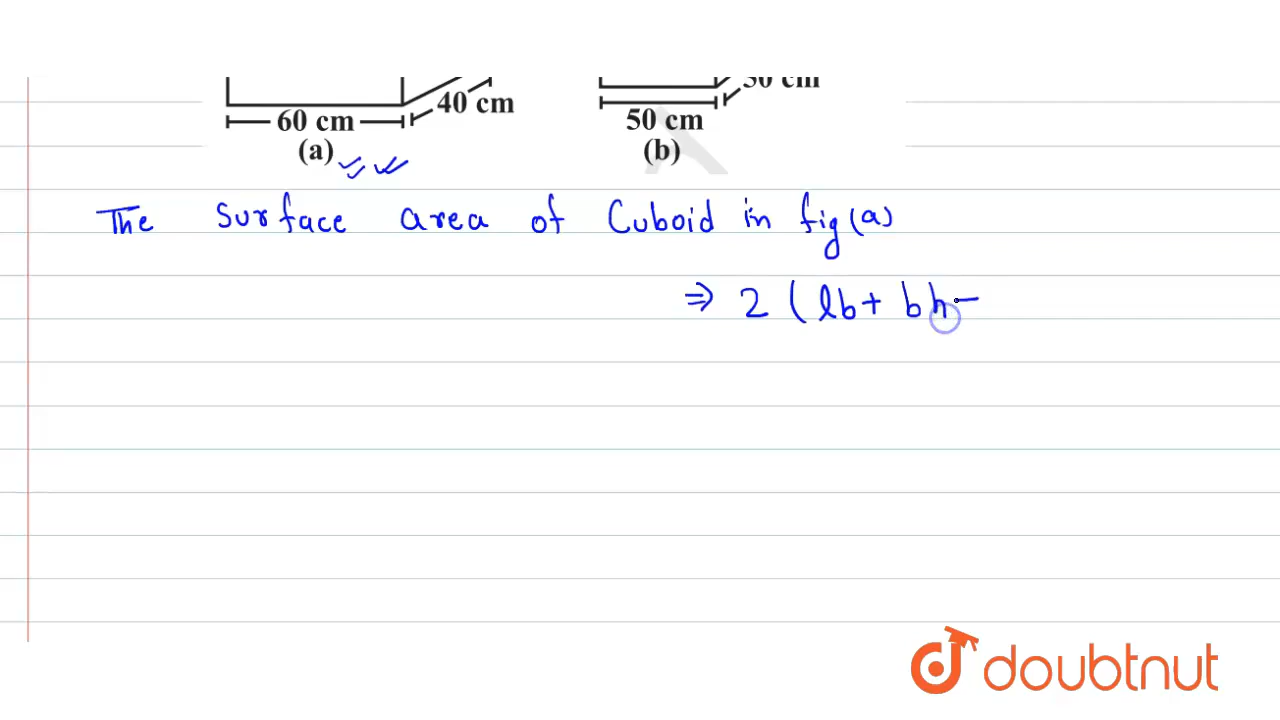 40 cm
60 cm
50 cm
(a)
(b)
The surface area of Cuboid in fig (a)
⇒ 2 ( lb + bh
doubtnut